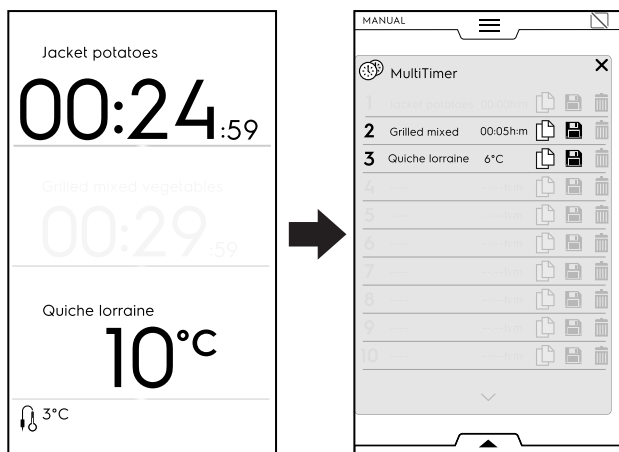 Jacket potatoes
00:24:59
Grilled mixed vegetables
00:29:59
Quiche lorraine
10°C
3°C
MANUAL
MultiTimer
1 Jacket potatoes 00:00h:m
2 Grilled mixed 00:05h:m
3 Quiche lorraine 6°C
4 --- --:--h:m
5 --- --:--h:m
6 --- --:--h:m
7 --- --:--h:m
8 --- --:--h:m
9 --- --:--h:m
10 --- --:--h:m